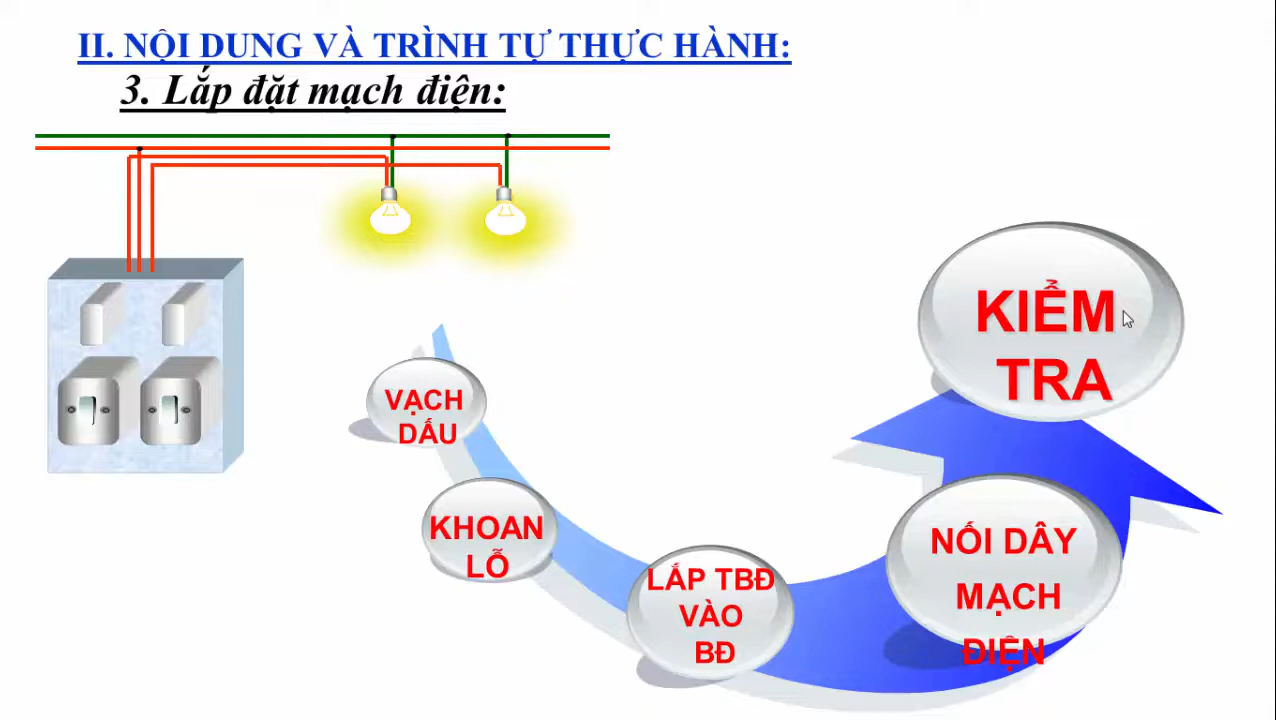 II. NỘI DUNG VÀ TRÌNH TỰ THỰC HÀNH:
3. Lắp đặt mạch điện:
VẠCH
DẤU
KHOAN
LỖ
LẮP TBĐ
VÀO
BĐ
NỐI DÂY
MẠCH
ĐIỆN
KIỂM
TRA